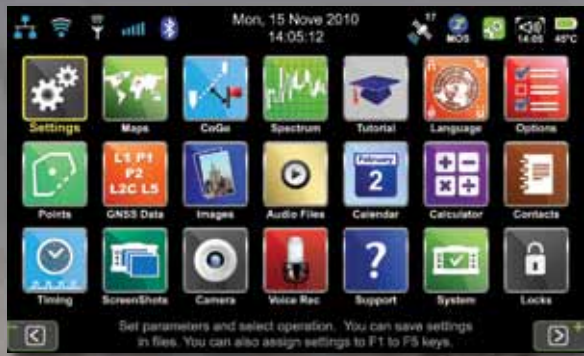 Mon, 15 Nove 2010
14:05:12
17
MOS
14:05
45°C
Settings
Maps
CoGo
Spectrum
Tutorial
Language
Options
Points
L1 P1
P2
L2C L5
GNSS Data
Images
Audio Files
February
2
Calendar
Calculator
Contacts
Timing
ScreenShots
Camera
Voice Rec
?
Support
System
Locks
Set parameters and select operation. You can save settings
in files. You can also assign settings to F1 to F5 keys.